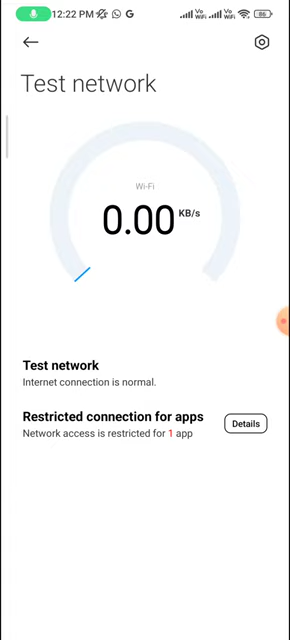 12:22 PM
Vo WiFi
Vo WiFi
86
Test network
Wi-Fi
0.00 KB/s
Test network
Internet connection is normal.
Restricted connection for apps
Network access is restricted for 1 app
Details